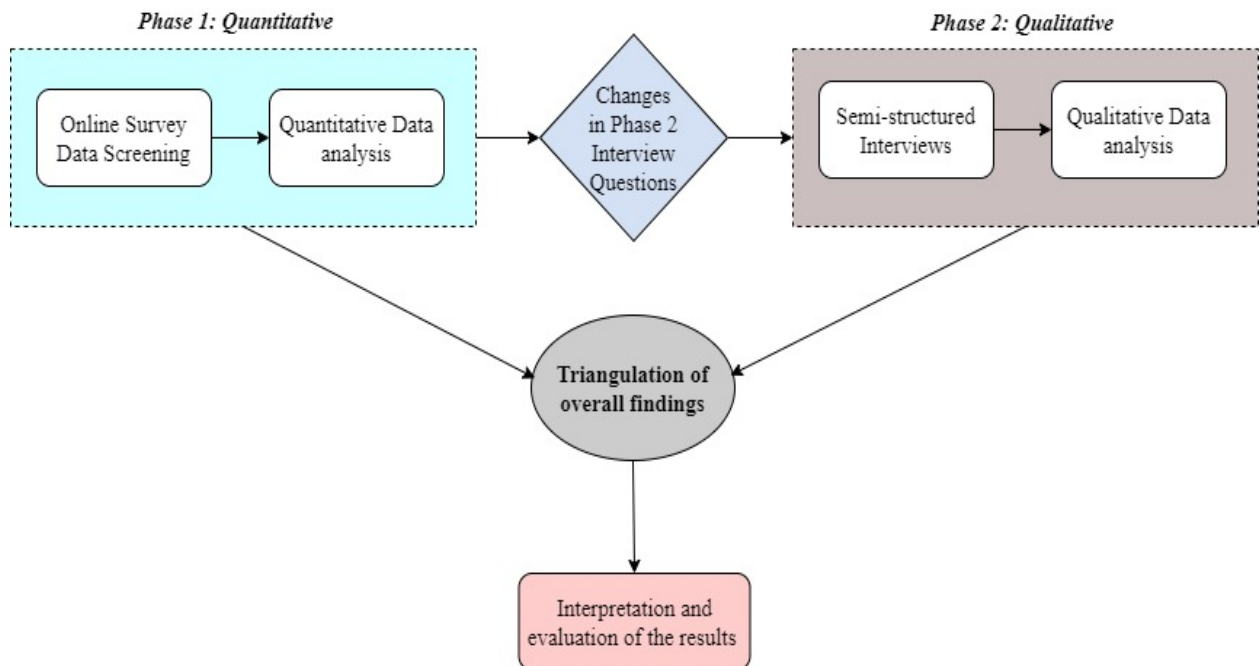 Phase 1: Quantitative
Phase 2: Qualitative
Online Survey
Data Screening
Quantitative Data
analysis
Changes
in Phase 2
Interview
Questions
Semi-structured
Interviews
Qualitative Data
analysis
Triangulation of
overall findings
Interpretation and
evaluation of the results